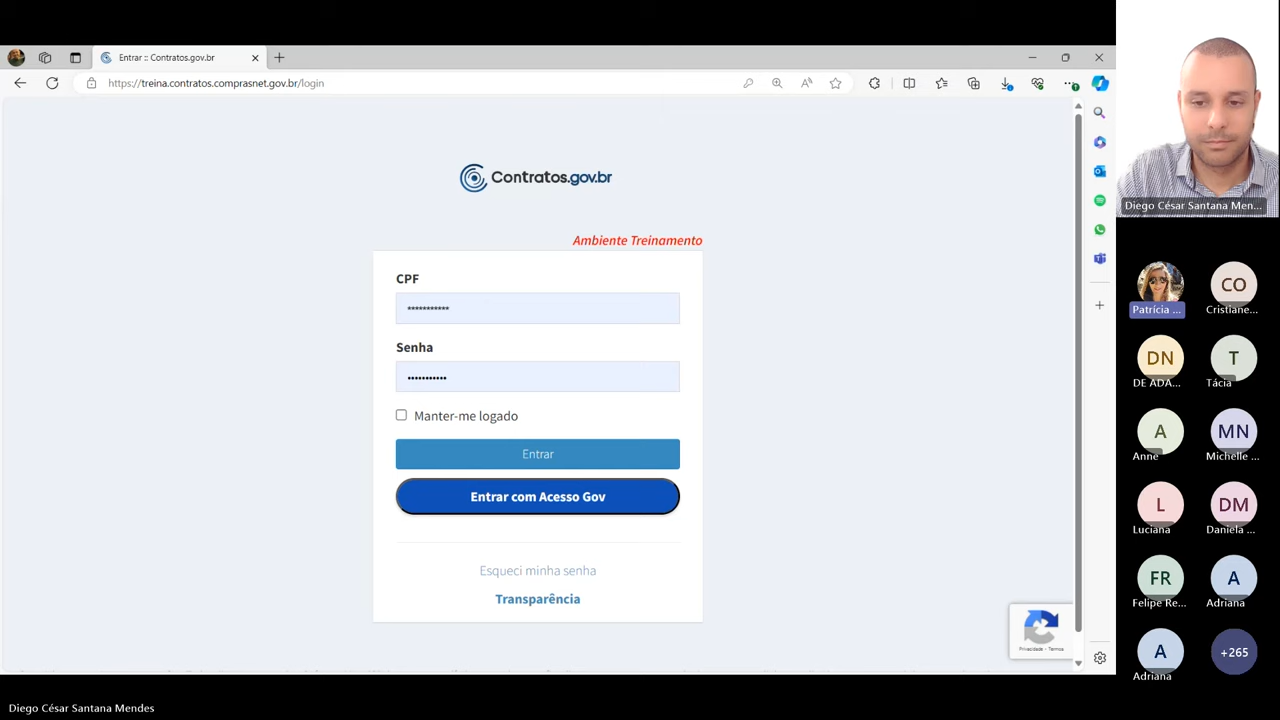 Entrar :: Contratos.gov.br
https://treina.contratos.comprasnet.gov.br/login
Contratos.gov.br
Ambiente Treinamento
CPF
***********
Senha
•••••••••••
Manter-me logado
Entrar
Entrar com Acesso Gov
Esqueci minha senha
Transparência
Privacidade - Termos
Diego César Santana Men...
Patrícia ...
CO
Cristiane...
DN
DE ADA...
T
Tácia
A
Anne
MN
Michelle ...
L
Luciana
DM
Daniela ...
FR
Felipe Re...
A
Adriana
A
Adriana
+265
Diego César Santana Mendes